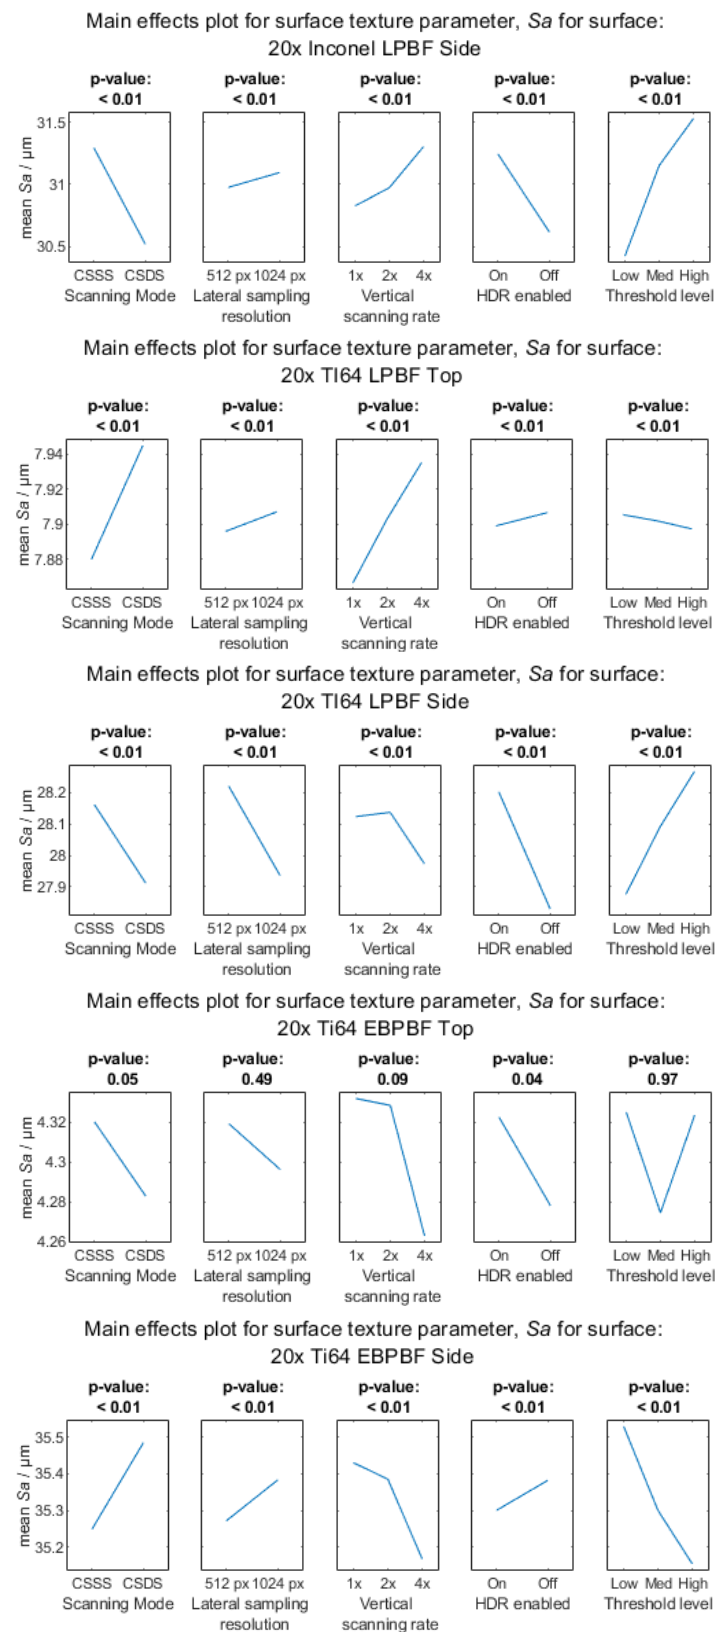 Main effects plot for surface texture parameter, Sa for surface:
20x Inconel LPBF Side
p-value: p-value: p-value: p-value: p-value:
< 0.01 < 0.01 < 0.01 < 0.01 < 0.01
31.5
31
30.5
mean Sa / µm
CSSS CSDS 512 px 1024 px 1x 2x 4x On Off Low Med High
Scanning Mode Lateral sampling Vertical HDR enabled Threshold level
resolution scanning rate
Main effects plot for surface texture parameter, Sa for surface:
20x TI64 LPBF Top
p-value: p-value: p-value: p-value: p-value:
< 0.01 < 0.01 < 0.01 < 0.01 < 0.01
7.94
7.92
7.9
7.88
mean Sa / µm
CSSS CSDS 512 px 1024 px 1x 2x 4x On Off Low Med High
Scanning Mode Lateral sampling Vertical HDR enabled Threshold level
resolution scanning rate
Main effects plot for surface texture parameter, Sa for surface:
20x TI64 LPBF Side
p-value: p-value: p-value: p-value: p-value:
< 0.01 < 0.01 < 0.01 < 0.01 < 0.01
28.2
28.1
28
27.9
mean Sa / µm
CSSS CSDS 512 px 1024 px 1x 2x 4x On Off Low Med High
Scanning Mode Lateral sampling Vertical HDR enabled Threshold level
resolution scanning rate
Main effects plot for surface texture parameter, Sa for surface:
20x Ti64 EBPBF Top
p-value: p-value: p-value: p-value: p-value:
0.05 0.49 0.09 0.04 0.97
4.32
4.3
4.28
4.26
mean Sa / µm
CSSS CSDS 512 px 1024 px 1x 2x 4x On Off Low Med High
Scanning Mode Lateral sampling Vertical HDR enabled Threshold level
resolution scanning rate
Main effects plot for surface texture parameter, Sa for surface:
20x Ti64 EBPBF Side
p-value: p-value: p-value: p-value: p-value:
< 0.01 < 0.01 < 0.01 < 0.01 < 0.01
35.5
35.4
35.3
35.2
mean Sa / µm
CSSS CSDS 512 px 1024 px 1x 2x 4x On Off Low Med High
Scanning Mode Lateral sampling Vertical HDR enabled Threshold level
resolution scanning rate